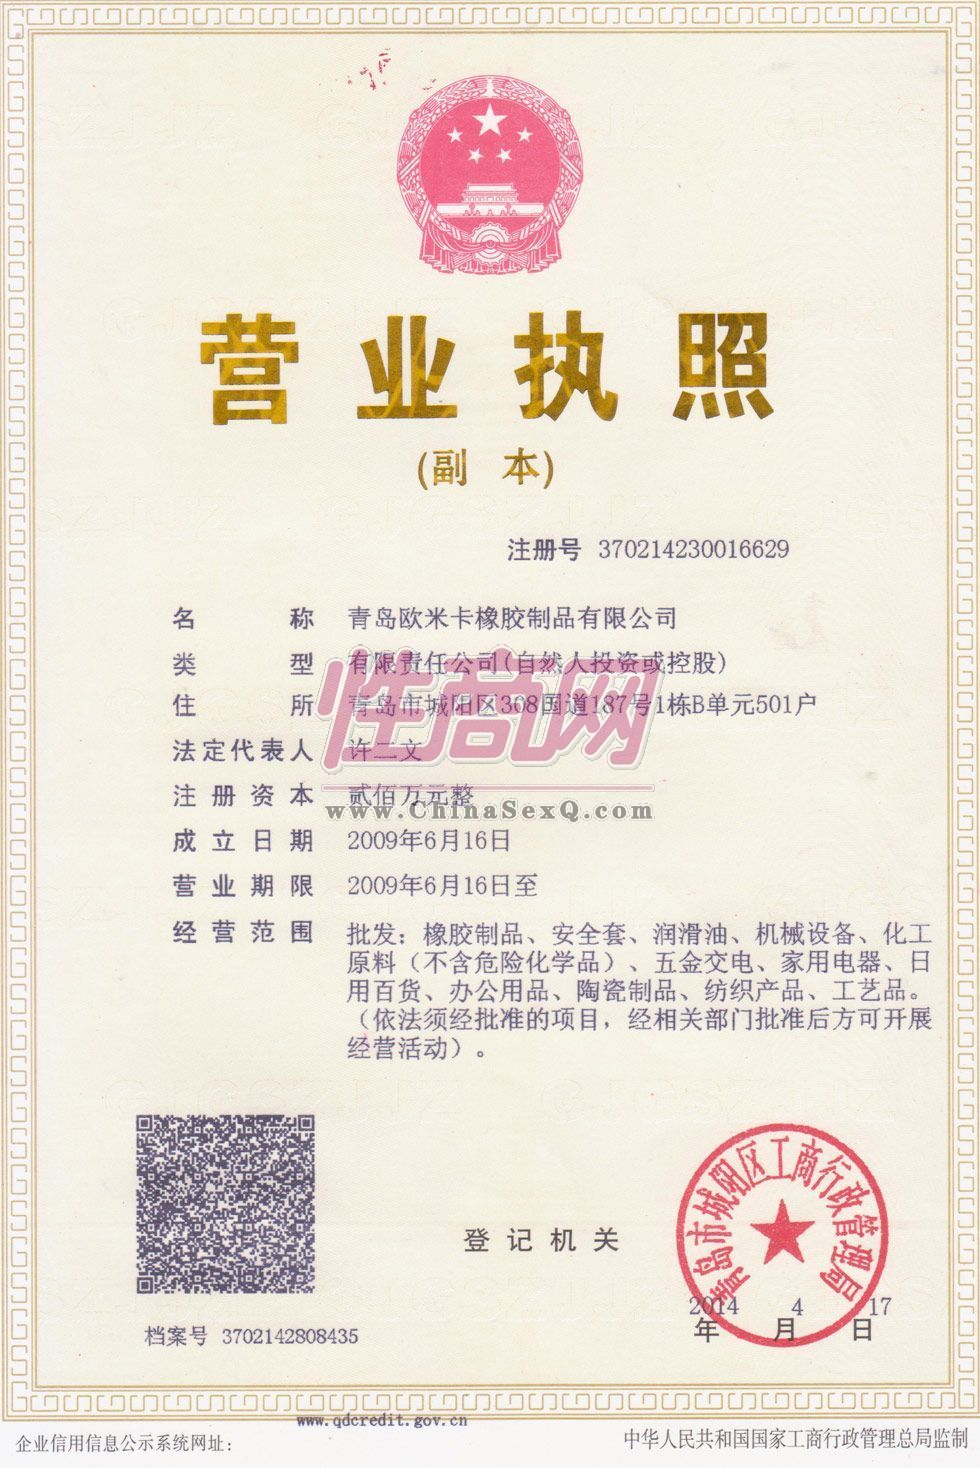 营业执照
(副 本)
注册号 370214230016629
名 称 青岛欧米卡橡胶制品有限公司
类 型 有限责任公司(自然人投资或控股)
住 所 青岛市城阳区308国道187号1栋B单元501户
法定代表人 许二文
注册资本 贰佰万元整
成立日期 2009年6月16日
营业期限 2009年6月16日至
经营范围 批发：橡胶制品、安全套、润滑油、机械设备、化工
原料（不含危险化学品）、五金交电、家用电器、日
用百货、办公用品、陶瓷制品、纺织产品、工艺品。
（依法须经批准的项目，经相关部门批准后方可开展
经营活动）。
性商网
www.ChinaSexQ.com
登记机关
青岛市城阳区工商行政管理局
2014 4 17
年 月 日
档案号 3702142808435
www.qdcredit.gov.cn
企业信用信息公示系统网址：
中华人民共和国国家工商行政管理总局监制